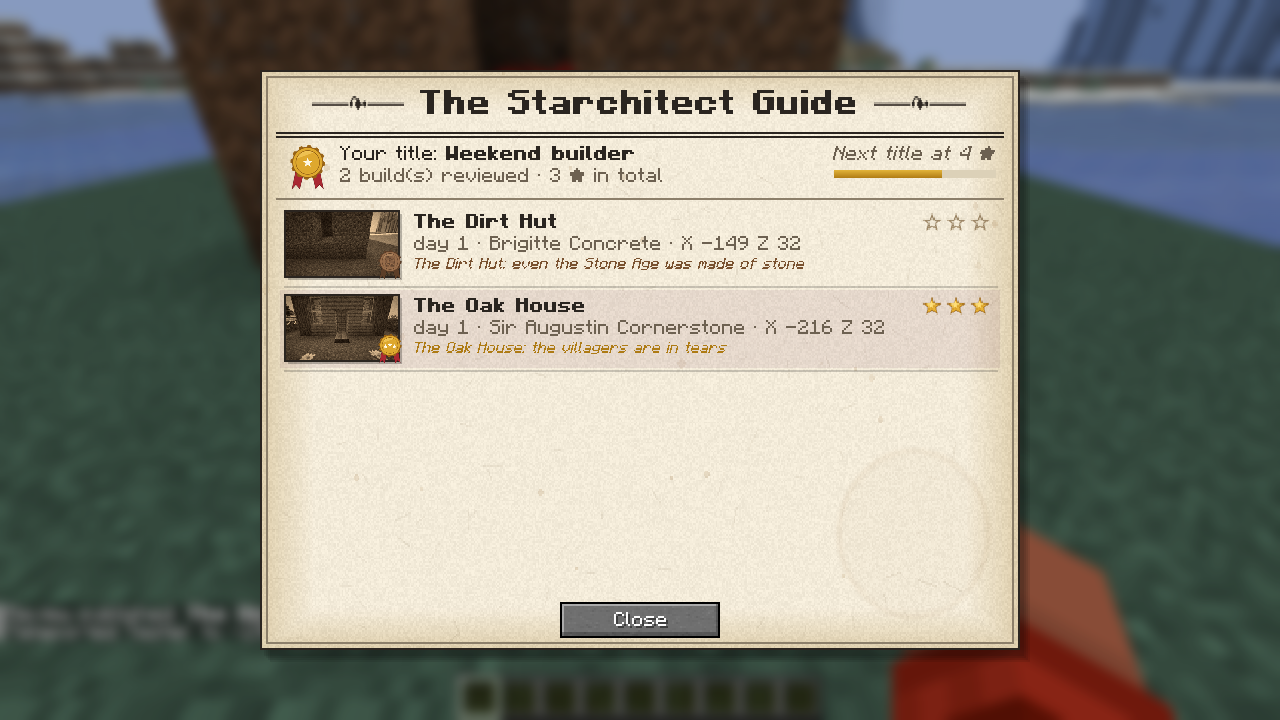 The Starchitect Guide
Your title: Weekend builder
Next title at 4 ★
2 build(s) reviewed · 3 ★ in total
The Dirt Hut
day 1 · Brigitte Concrete · X -149 Z 32
The Dirt Hut: even the Stone Age was made of stone
The Oak House
day 1 · Sir Augustin Cornerstone · X -216 Z 32
The Oak House: the villagers are in tears
Close